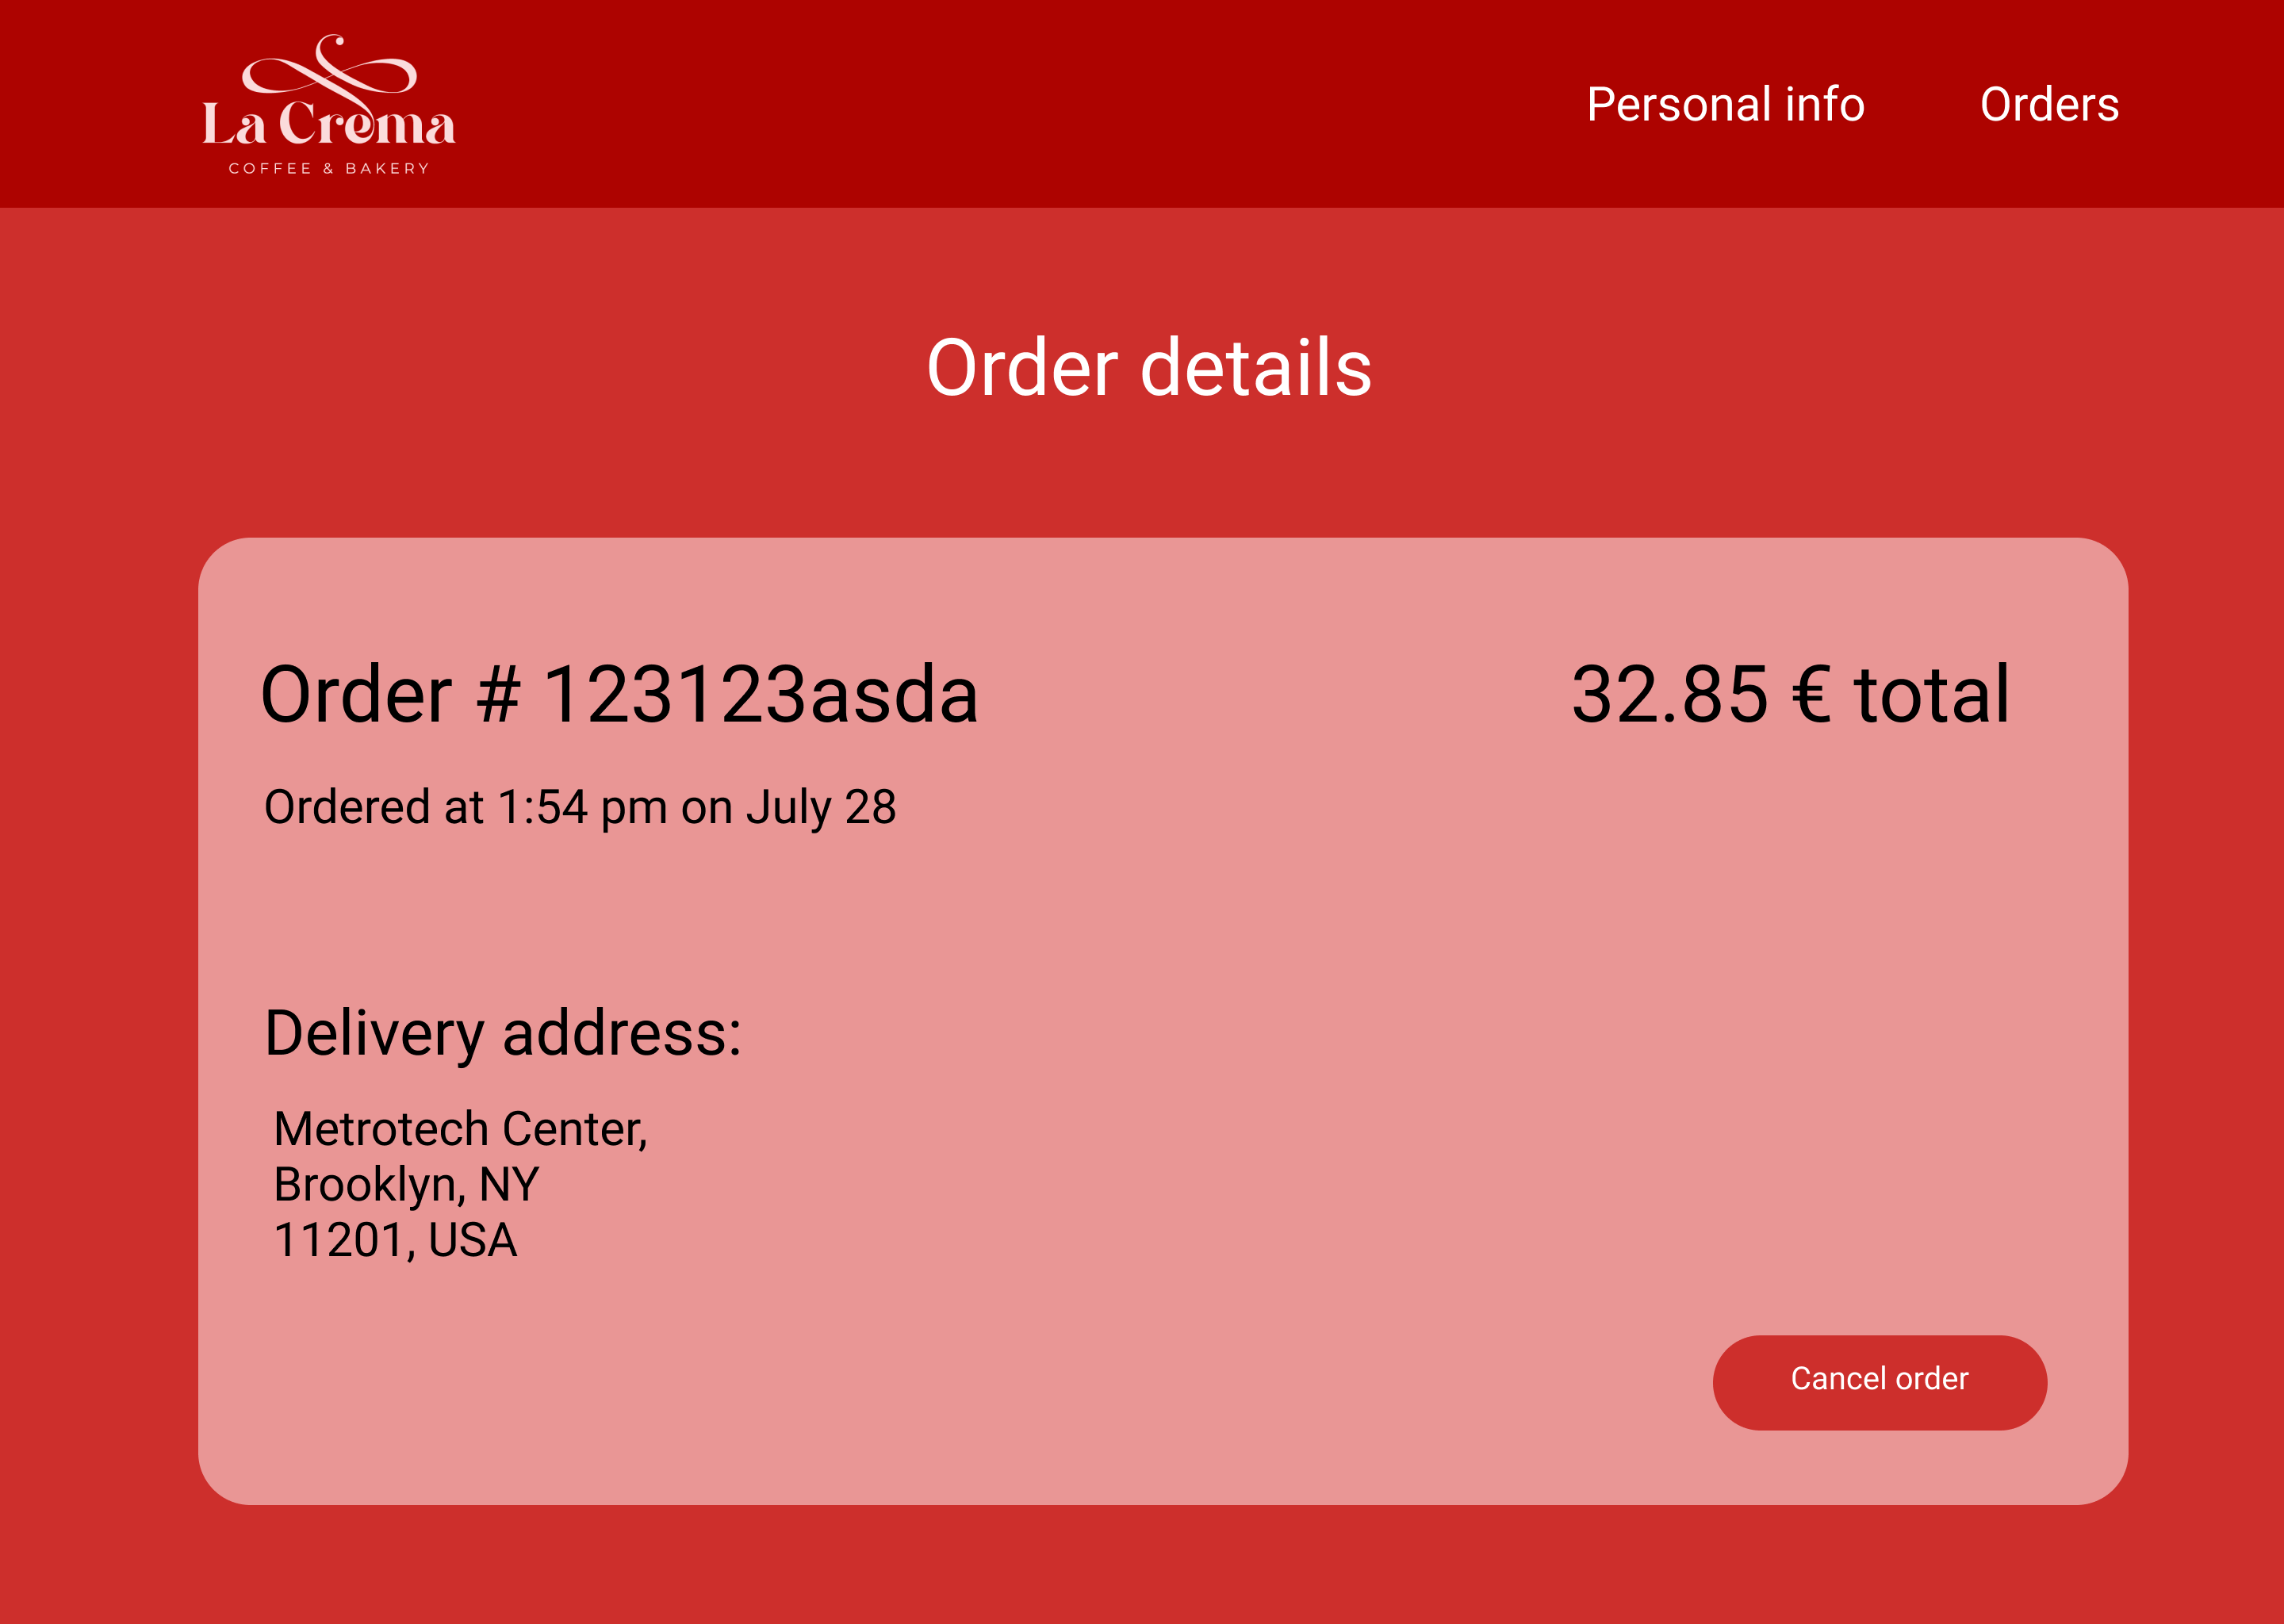 La Crema
COFFEE & BAKERY
Personal info
Orders
Order details
Order # 123123asda
32.85 € total
Ordered at 1:54 pm on July 28
Delivery address:
Metrotech Center,
Brooklyn, NY
11201, USA
Cancel order